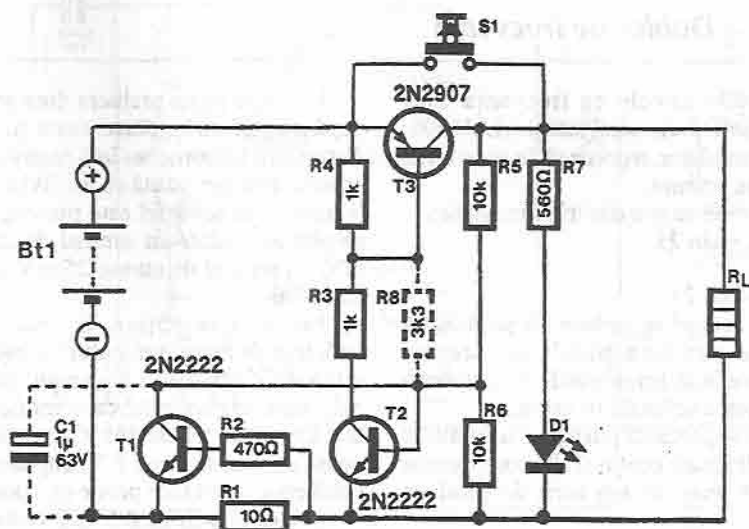 S1
2N2907
T3
R4
1k
R5
10k
R7
560Ω
Bt1
+
−
R3
1k
R8
3k3
RL
2N2222
T1
R2
470Ω
T2
R6
10k
D1
C1
1µ
63V
R1
10Ω
2N2222